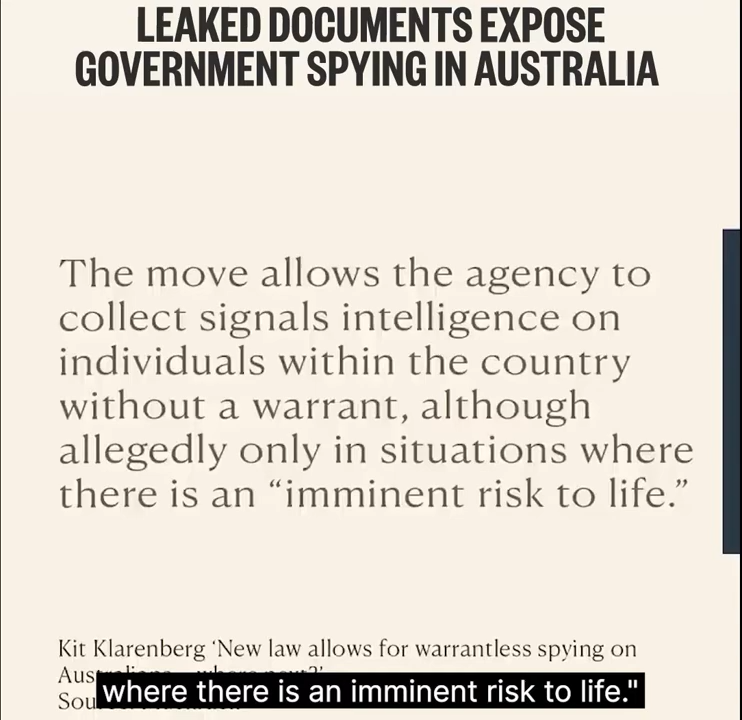 LEAKED DOCUMENTS EXPOSE
GOVERNMENT SPYING IN AUSTRALIA
The move allows the agency to
collect signals intelligence on
individuals within the country
without a warrant, although
allegedly only in situations where
there is an “imminent risk to life.”
Kit Klarenberg ‘New law allows for warrantless spying on
where there is an imminent risk to life."